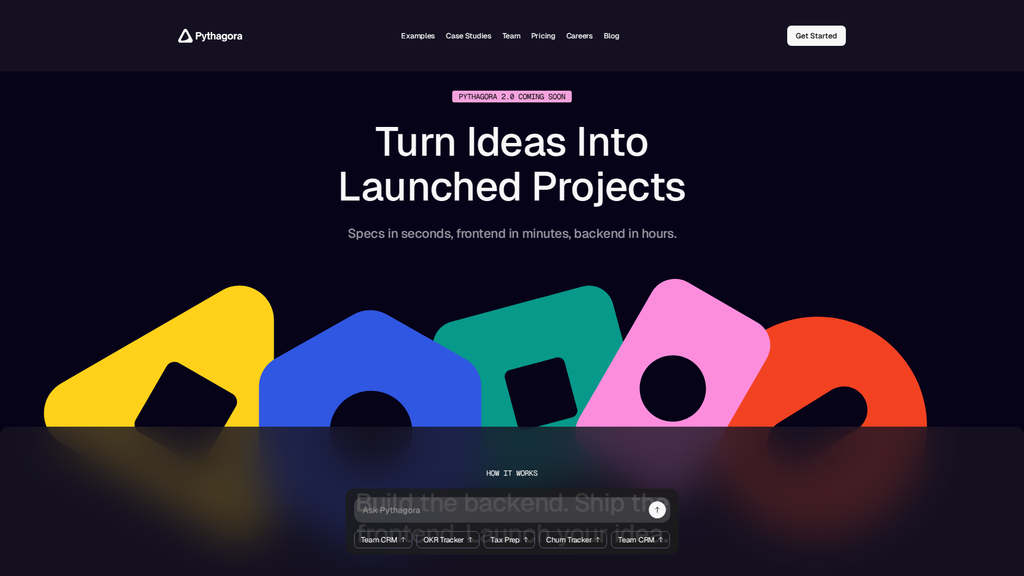 Pythagora
Examples
Case Studies
Team
Pricing
Careers
Blog
Get Started
PYTHAGORA 2.0 COMING SOON
Turn Ideas Into
Launched Projects
Specs in seconds, frontend in minutes, backend in hours.
HOW IT WORKS
Build the backend. Ship the
Ask Pythagora
frontend. Launch your idea.
Team CRM ↑
OKR Tracker ↑
Tax Prep ↑
Churn Tracker ↑
Team CRM ↑